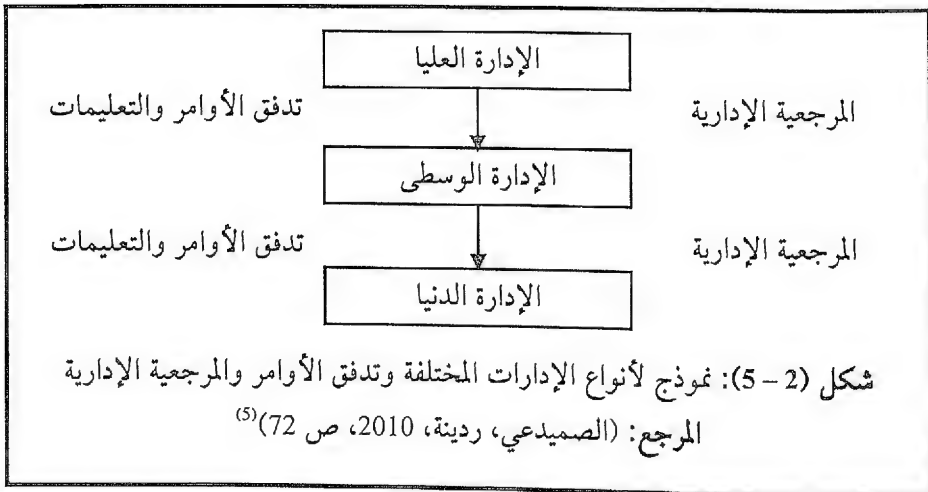 الإدارة العليا
المرجعية الإدارية
تدفق الأوامر والتعليمات
الإدارة الوسطى
المرجعية الإدارية
تدفق الأوامر والتعليمات
الإدارة الدنيا
شكل (2 – 5): نموذج لأنواع الإدارات المختلفة وتدفق الأوامر والمرجعية الإدارية
المرجع: (الصميدعي، ردينة، 2010، ص 72)(5)